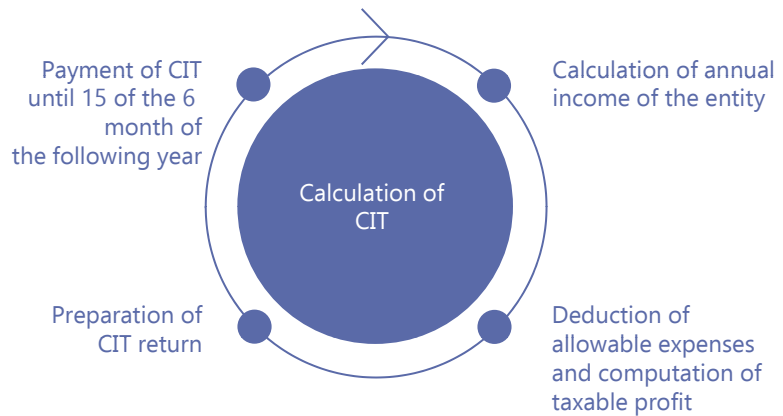 Payment of CIT
until 15 of the 6
month of
the following year
Calculation of annual
income of the entity
Calculation of
CIT
Preparation of
CIT return
Deduction of
allowable expenses
and computation of
taxable profit